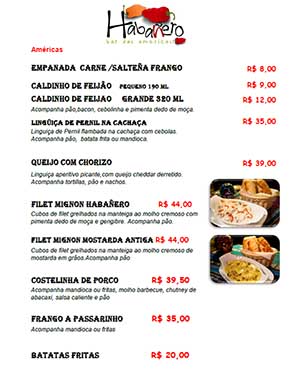 Habañero
bar das américas
Américas
EMPANADA CARNE /SALTEÑA FRANGO R$ 8,00
CALDINHO DE FEIJÃO PEQUENO 190 ML R$ 9,00
CALDINHO DE FEIJAO GRANDE 320 ML R$ 12,00
Acompanha pão,bacon, cebolinha e pimenta dedo de moça.
LINGÜIÇA DE PERNIL NA CACHAÇA R$ 35,00
Linguiça de Pernil flambada na cachaça com cebolas.
Acompanha pão, batata frita ou mandioca.
QUEIJO COM CHORIZO R$ 39,00
Linguiça aperitivo picante,com queijo cheddar derretido.
Acompanha tortillas, pão e nachos.
FILET MIGNON HABAÑERO R$ 44,00
Cubos de filet grelhados na manteiga ao molho cremoso com
pimenta dedo de moça e gengibre. Acompanha pão.
FILET MIGNON MOSTARDA ANTIGA R$ 44,00
Cubos de filet grelhados na manteiga ao molho cremoso de
mostarda em grãos.Acompanha pão
COSTELINHA DE PORCO R$ 39,50
Acompanha mandioca ou fritas, molho barbecue, chutney de
abacaxi, salsa caliente e pão
FRANGO A PASSARINHO R$ 35,00
Acompanha mandioca ou fritas
BATATAS FRITAS R$ 20,00